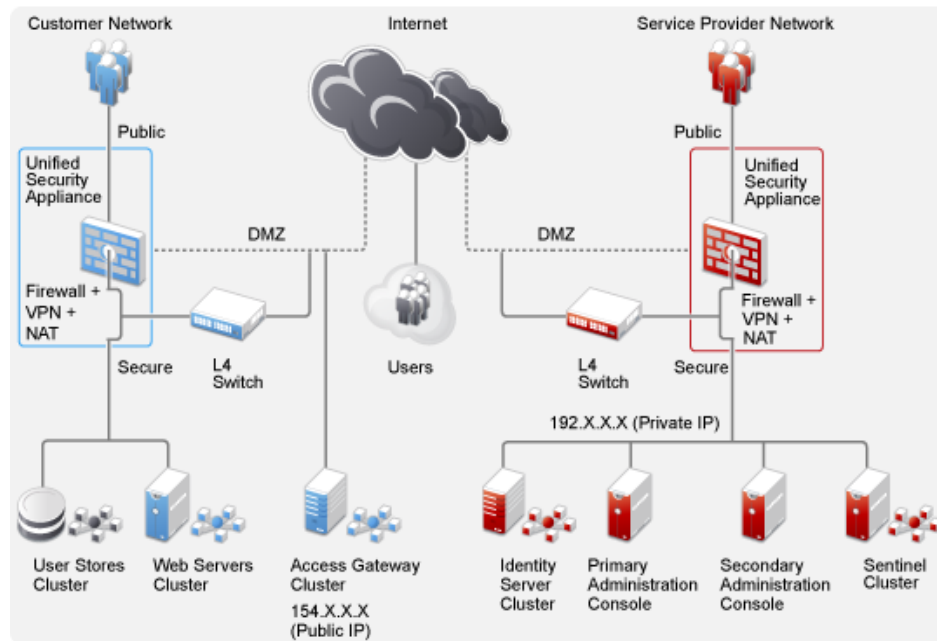 Customer Network
Internet
Service Provider Network
Public
Public
Unified
Security
Appliance
Unified
Security
Appliance
DMZ
DMZ
Firewall +
VPN +
NAT
Firewall +
VPN +
NAT
Secure
L4
Switch
Users
L4
Switch
Secure
192.X.X.X (Private IP)
User Stores
Cluster
Web Servers
Cluster
Access Gateway
Cluster
154.X.X.X
(Public IP)
Identity
Server
Cluster
Primary
Administration
Console
Secondary
Administration
Console
Sentinel
Cluster